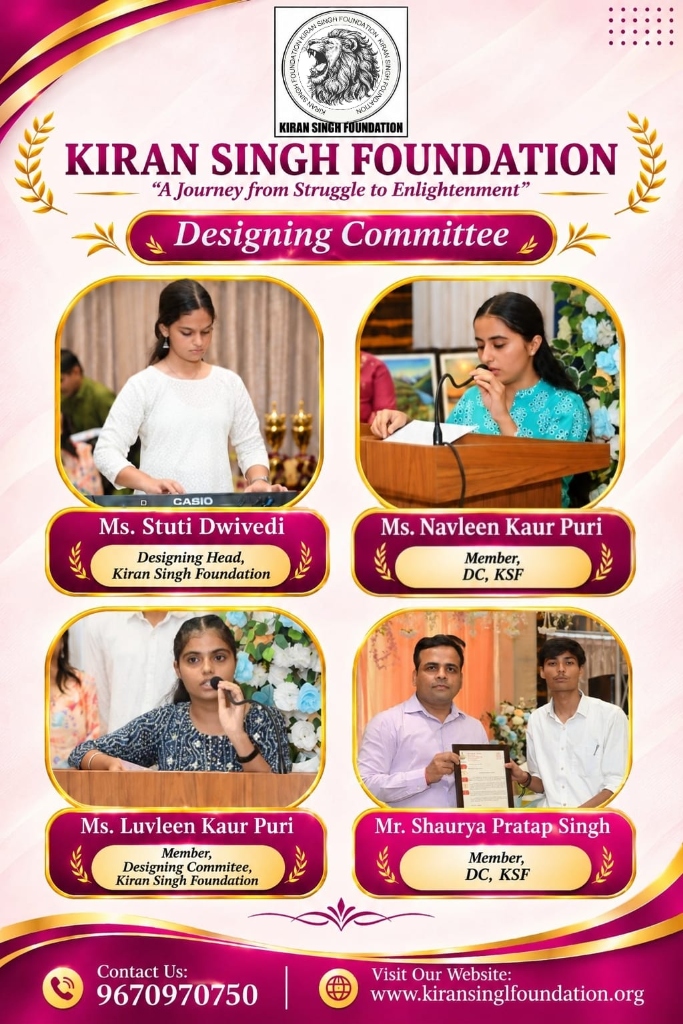 KIRAN SINGH FOUNDATION KIRAN SINGH FOUNDATION KIRAN SINGH FOUNDATION
KIRAN SINGH FOUNDATION
KIRAN SINGH FOUNDATION
“A Journey from Struggle to Enlightenment”
Designing Committee
CASIO
Ms. Stuti Dwivedi
Designing Head,
Kiran Singh Foundation
Ms. Navleen Kaur Puri
Member,
DC, KSF
Ms. Luvleen Kaur Puri
Member,
Designing Commitee,
Kiran Singh Foundation
Mr. Shaurya Pratap Singh
Member,
DC, KSF
Contact Us:
9670970750
Visit Our Website:
www.kiransinglfoundation.org